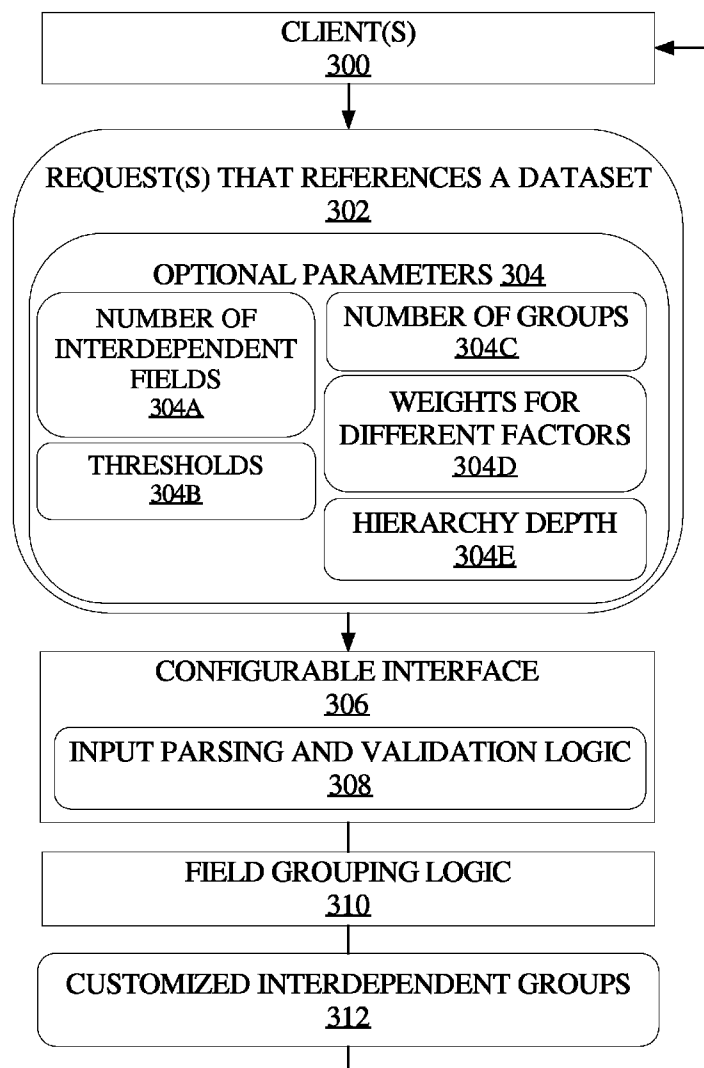 CLIENT(S)
300
REQUEST(S) THAT REFERENCES A DATASET
302
OPTIONAL PARAMETERS 304
NUMBER OF
INTERDEPENDENT
FIELDS
304A
THRESHOLDS
304B
NUMBER OF GROUPS
304C
WEIGHTS FOR
DIFFERENT FACTORS
304D
HIERARCHY DEPTH
304E
CONFIGURABLE INTERFACE
306
INPUT PARSING AND VALIDATION LOGIC
308
FIELD GROUPING LOGIC
310
CUSTOMIZED INTERDEPENDENT GROUPS
312